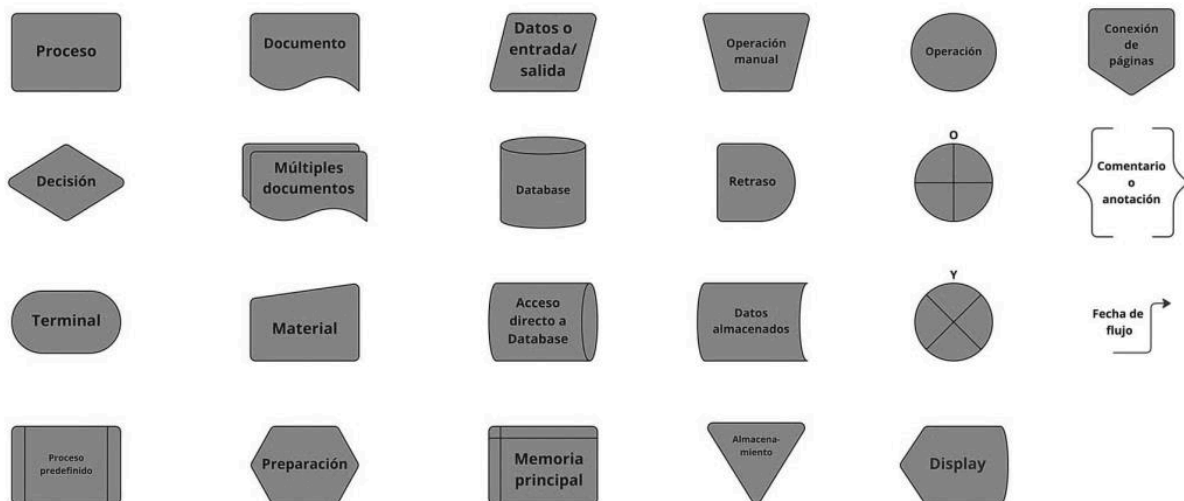 Proceso
Documento
Datos o
entrada/
salida
Operación
manual
Operación
Conexión
de
páginas
Decisión
Múltiples
documentos
Database
Retraso
O
Comentario
o
anotación
Terminal
Material
Acceso
directo a
Database
Datos
almacenados
Y
Fecha de
flujo
Proceso
predefinido
Preparación
Memoria
principal
Almacena-
miento
Display